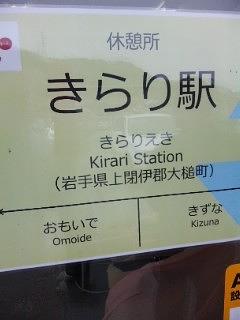 休憩所
きらり駅
きらりえき
Kirari Station
(岩手県上閉伊郡大槌町)
おもいで
Omoide
きずな
Kizuna